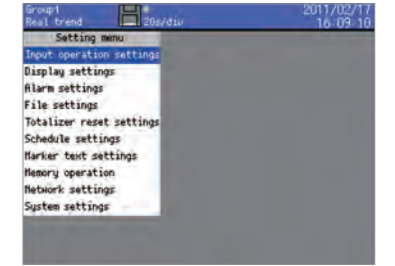 Group1
2011/02/17
Real trend
20s/div
16:09:10
Setting menu
Input operation settings
Display settings
Alarm settings
File settings
Totalizer reset settings
Schedule settings
Marker text settings
Memory operation
Network settings
System settings